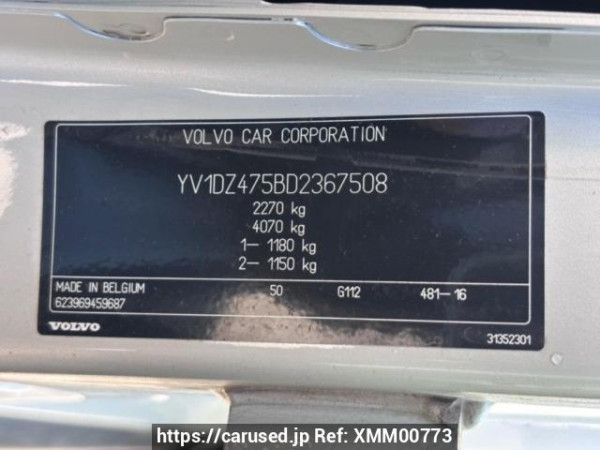 VOLVO CAR CORPORATION
YV1DZ475BD2367508
2270 kg
4070 kg
1- 1180 kg
2- 1150 kg
MADE IN BELGIUM 50 G112 481-16
623969459687
VOLVO 31352301
https://carused.jp Ref: XMM00773